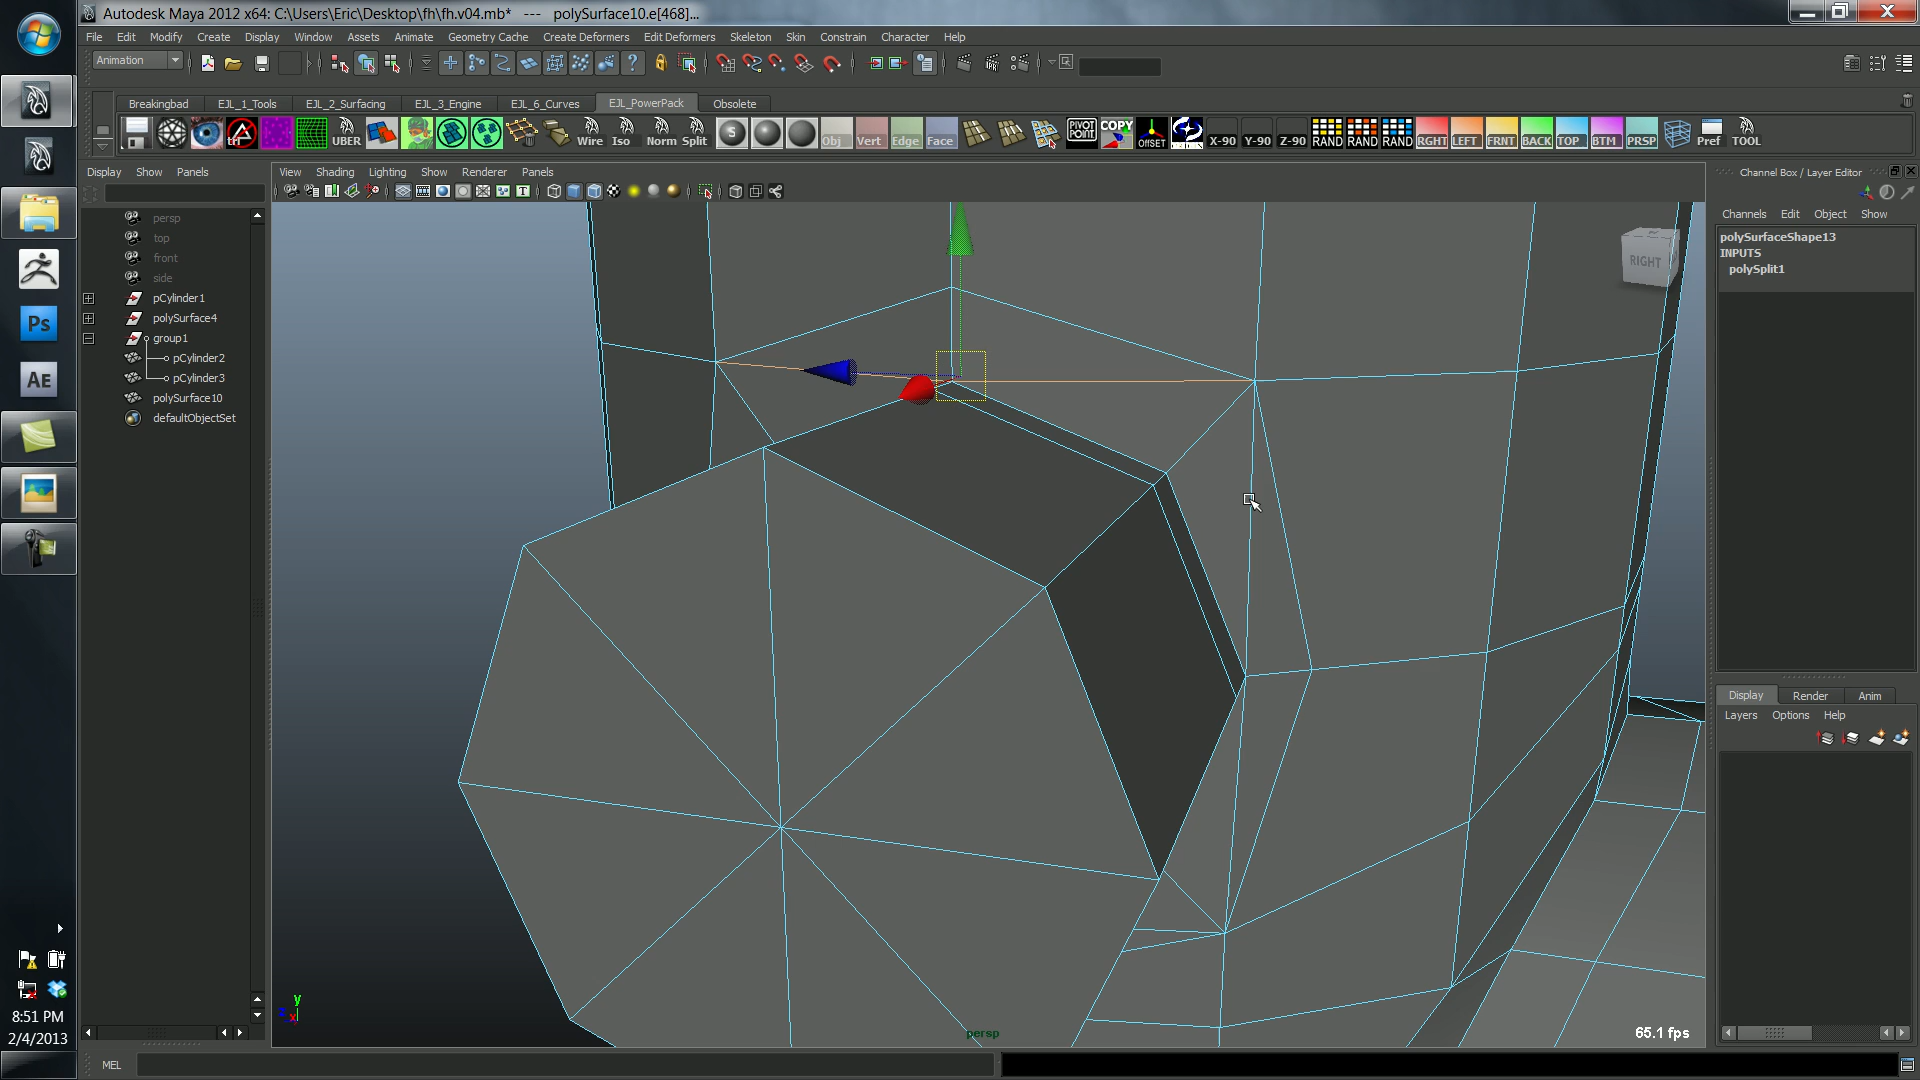 Autodesk Maya 2012 x64: C:\Users\Eric\Desktop\fh\fh.v04.mb* --- polySurface10.e[468]...
File Edit Modify Create Display Window Assets Animate Geometry Cache Create Deformers Edit Deformers Skeleton Skin Constrain Character Help
Animation
Breakingbad EJL_1_Tools EJL_2_Surfacing EJL_3_Engine EJL_6_Curves EJL_PowerPack Obsolete
UBER Wire Iso Norm Split S Obj Vert Edge Face PIVOT POINT COPY OffSET X-90 Y-90 Z-90 RAND RAND RAND RGHT LEFT FRNT BACK TOP BTM PRSP Pref TOOL
Display Show Panels
View Shading Lighting Show Renderer Panels
Channel Box / Layer Editor
Channels Edit Object Show
persp
top
front
side
pCylinder1
polySurface4
group1
pCylinder2
pCylinder3
polySurface10
defaultObjectSet
polySurfaceShape13
INPUTS
polySplit1
RIGHT
Ps
AE
Display Render Anim
Layers Options Help
y
x
persp
65.1 fps
8:51 PM
2/4/2013
MEL